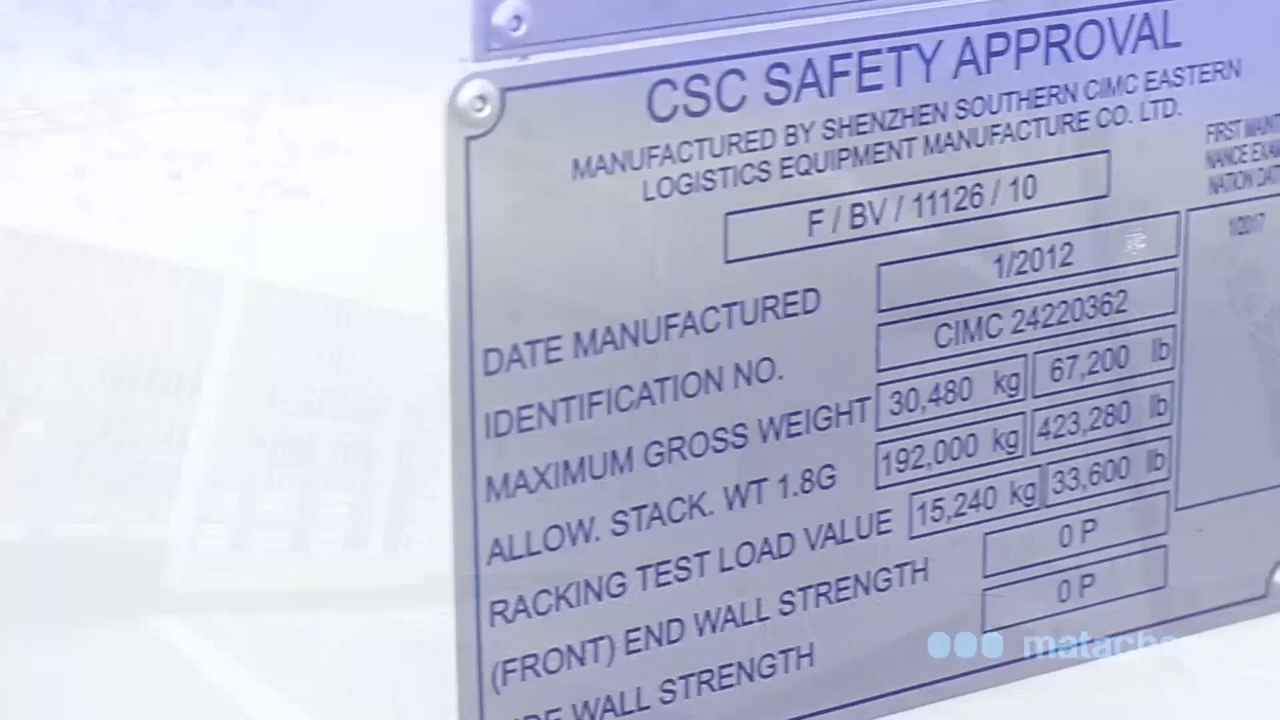 CSC SAFETY APPROVAL
MANUFACTURED BY SHENZHEN SOUTHERN CIMC EASTERN
LOGISTICS EQUIPMENT MANUFACTURE CO. LTD.
F / BV / 11126 / 10
FIRST
NANCE
DATE MANUFACTURED 1/2012
IDENTIFICATION NO. CIMC 24220362
MAXIMUM GROSS WEIGHT 30,480 kg 67,200 lb
ALLOW. STACK. WT 1.8G 192,000 kg 423,280 lb
RACKING TEST LOAD VALUE 15,240 kg 33,600 lb
(FRONT) END WALL STRENGTH 0 P
WALL STRENGTH 0 P